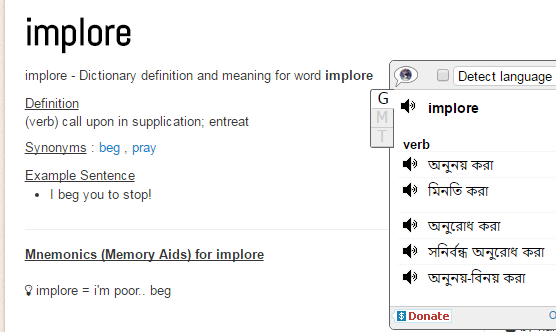 implore
implore - Dictionary definition and meaning for word implore
Definition
(verb) call upon in supplication; entreat
Synonyms : beg , pray
Example Sentence
• I beg you to stop!
Mnemonics (Memory Aids) for implore
implore = i'm poor.. beg
Detect language
G
M
T
implore
verb
অনুনয় করা
মিনতি করা
অনুরোধ করা
সনির্বন্ধ অনুরোধ করা
অনুনয়-বিনয় করা
$ Donate